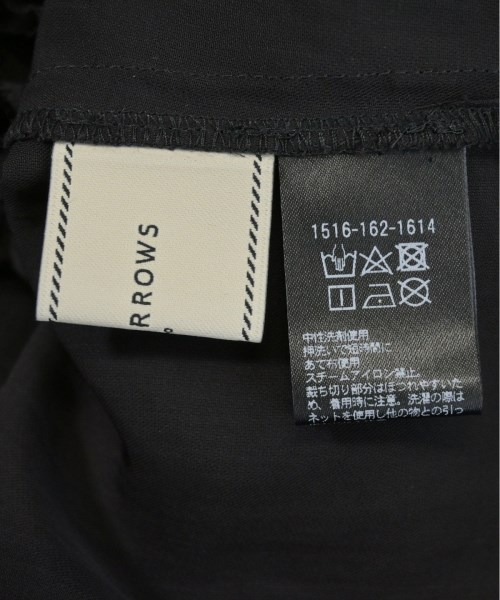 RROWS
1516-162-1614
中性洗剤使用
押洗いで短時間に
あて布使用
スチームアイロン禁止。
裁ち切り部分はほつれやすいた
め、着用時に注意。洗濯の際は
ネットを使用し他の物との引っ